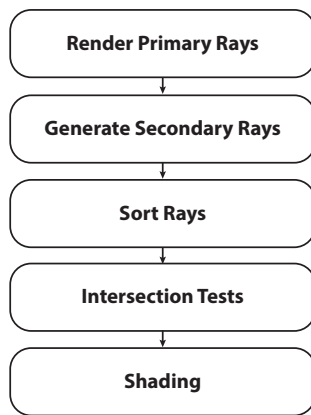 Render Primary Rays
Generate Secondary Rays
Sort Rays
Intersection Tests
Shading